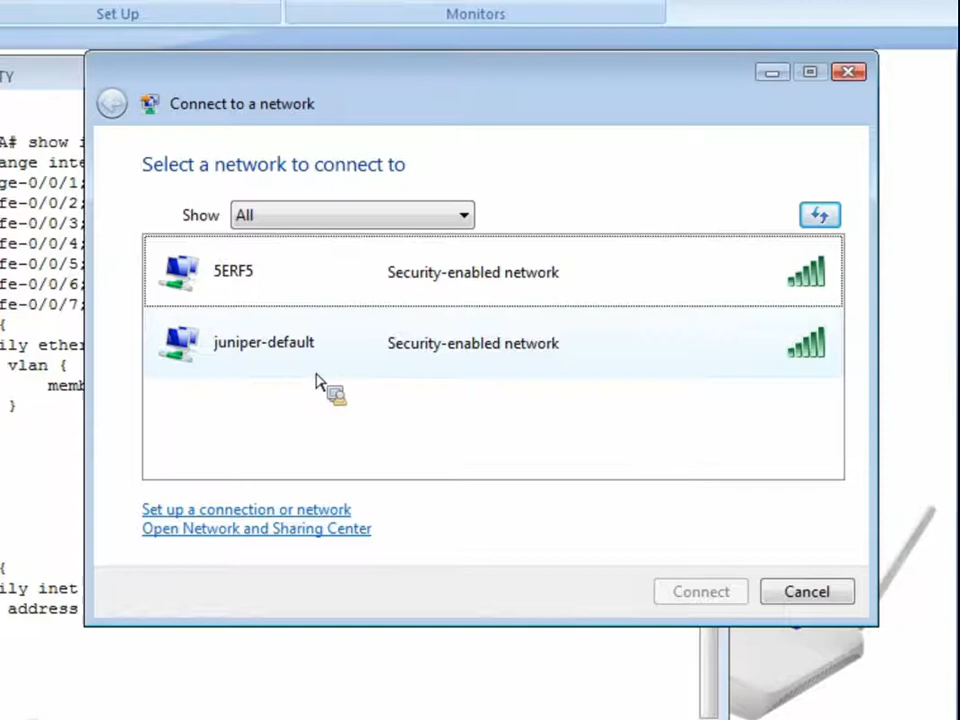 Set Up
Monitors
TY
Connect to a network
A# show i
ange inte
ge-0/0/1;
fe-0/0/2;
fe-0/0/3;
fe-0/0/4;
fe-0/0/5;
fe-0/0/6;
fe-0/0/7;
{
ily ether
vlan {
memb
}
{
ily inet
address
Select a network to connect to
Show All
5ERF5 Security-enabled network
juniper-default Security-enabled network
Set up a connection or network
Open Network and Sharing Center
Connect Cancel